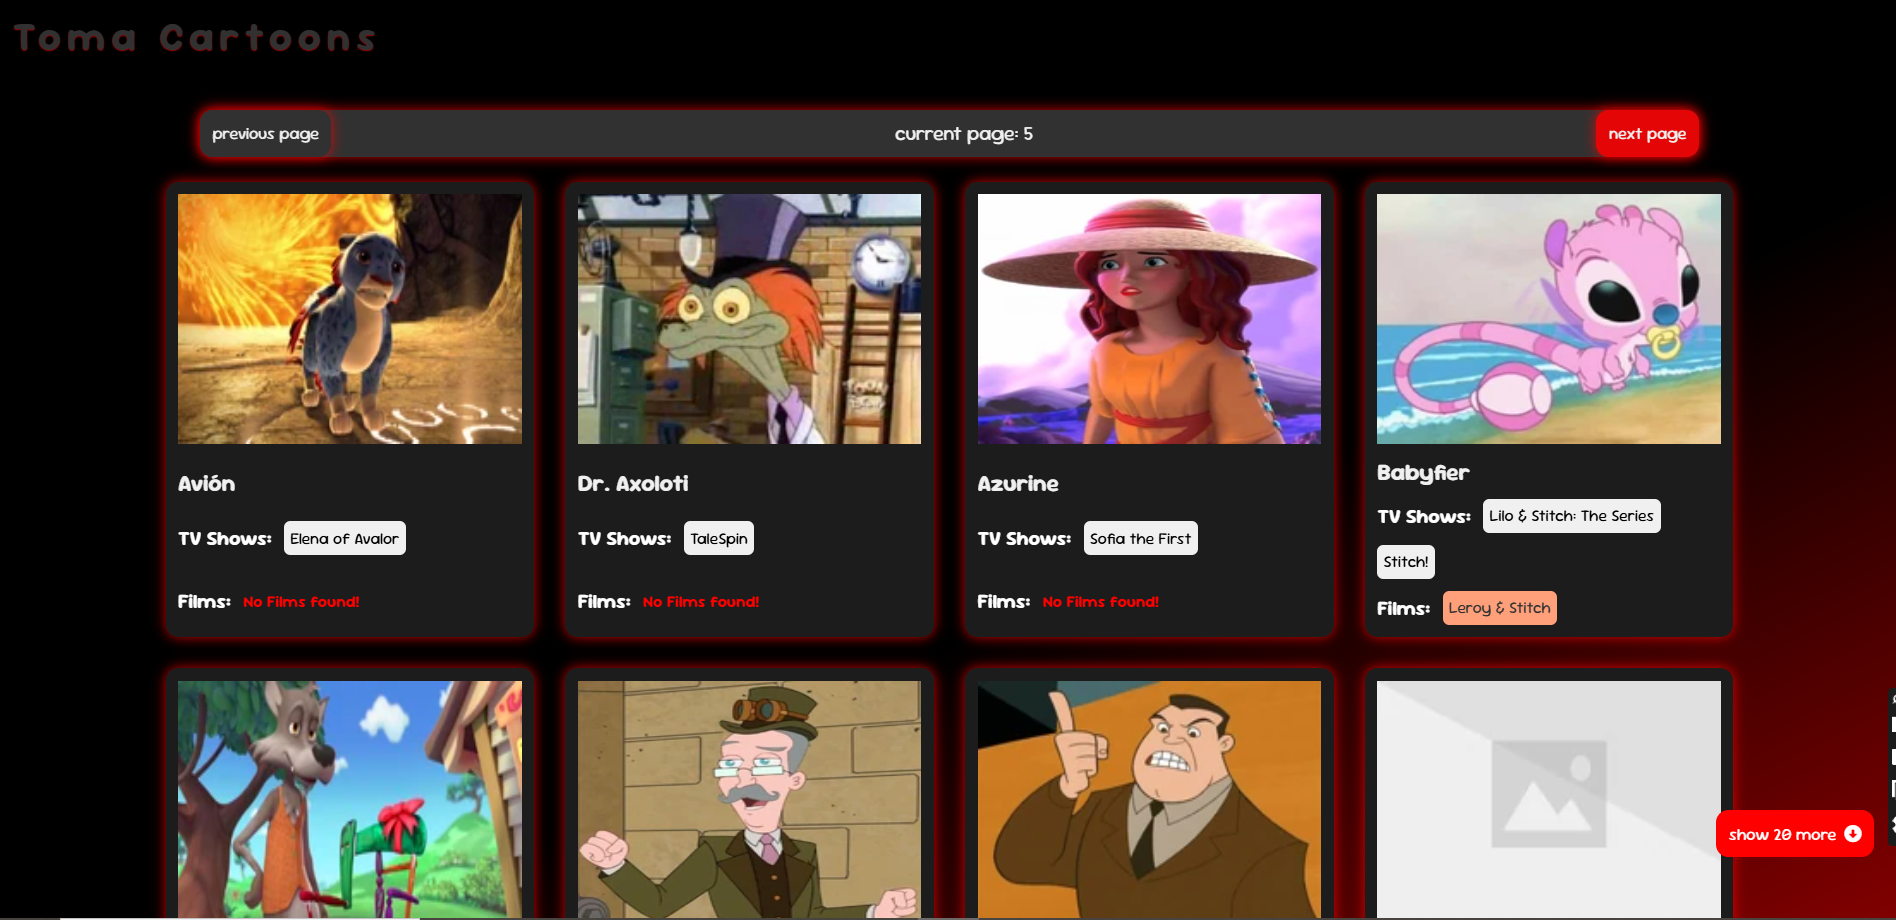 Toma Cartoons
previous page
current page: 5
next page
Avión
TV Shows: Elena of Avalor
Films: No Films found!
Dr. Axoloti
TV Shows: TaleSpin
Films: No Films found!
Azurine
TV Shows: Sofia the First
Films: No Films found!
Babyfier
TV Shows: Lilo & Stitch: The Series
Stitch!
Films: Leroy & Stitch
show 20 more